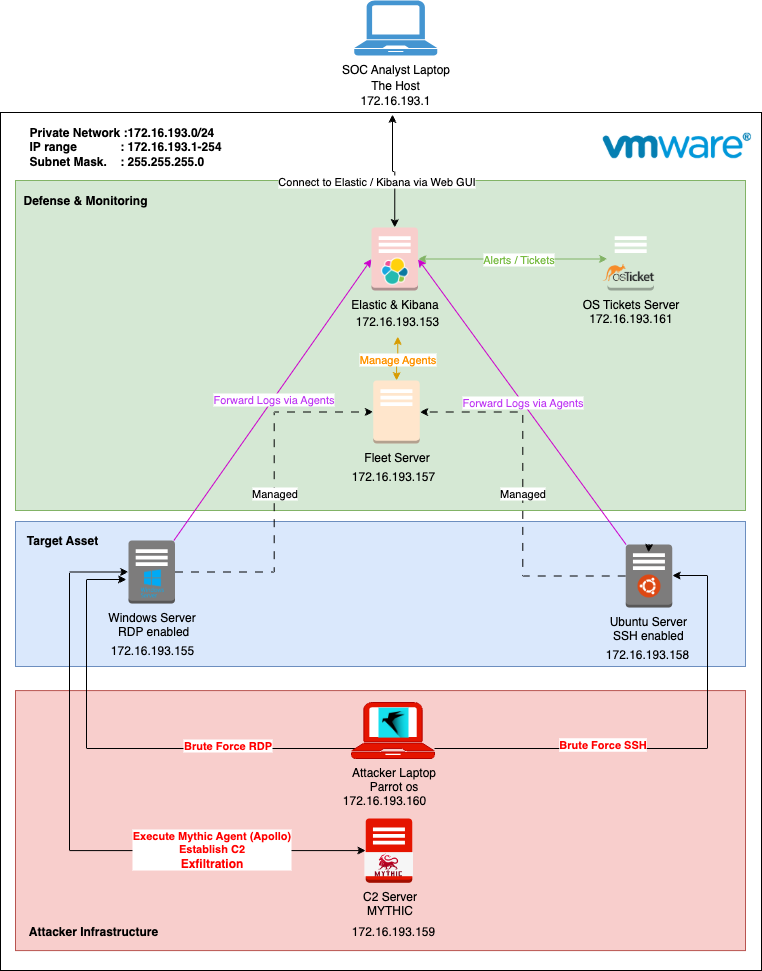 SOC Analyst Laptop
The Host
172.16.193.1
Private Network :172.16.193.0/24
IP range : 172.16.193.1-254
Subnet Mask. : 255.255.255.0
vmware®
Connect to Elastic / Kibana via Web GUI
Defense & Monitoring
Alerts / Tickets
osTicket
Elastic & Kibana
172.16.193.153
OS Tickets Server
172.16.193.161
Manage Agents
Forward Logs via Agents
Forward Logs via Agents
Fleet Server
172.16.193.157
Managed
Managed
Target Asset
Windows Server
RDP enabled
172.16.193.155
Ubuntu Server
SSH enabled
172.16.193.158
Brute Force RDP
Brute Force SSH
Attacker Laptop
Parrot os
172.16.193.160
Execute Mythic Agent (Apollo)
Establish C2
Exfiltration
MYTHIC
C2 Server
MYTHIC
172.16.193.159
Attacker Infrastructure